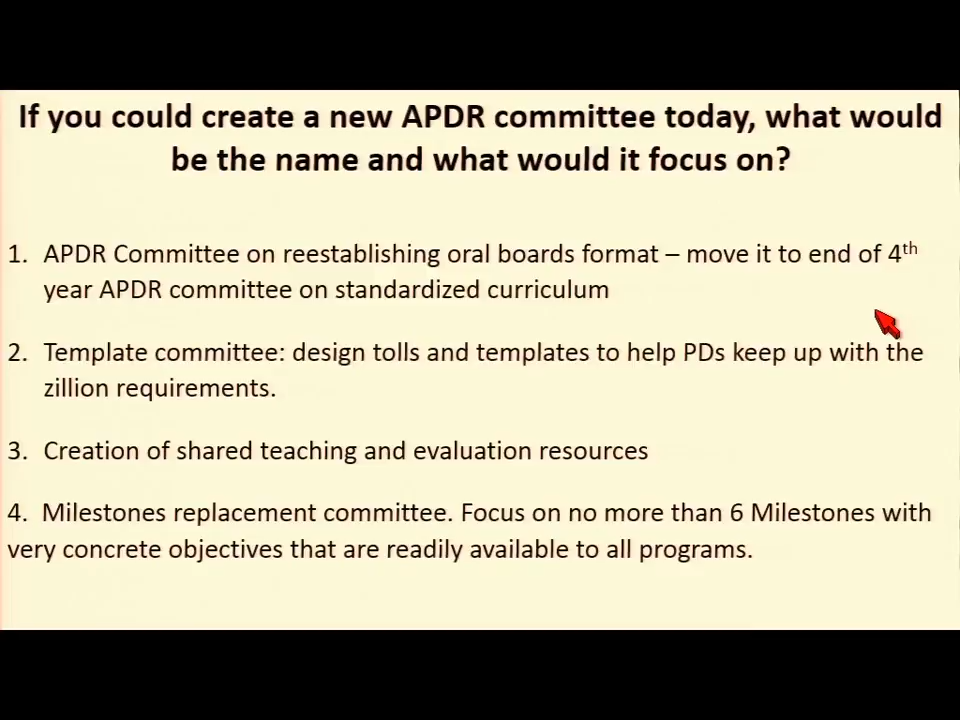 If you could create a new APDR committee today, what would
be the name and what would it focus on?
1. APDR Committee on reestablishing oral boards format – move it to end of 4th
year APDR committee on standardized curriculum
2. Template committee: design tolls and templates to help PDs keep up with the
zillion requirements.
3. Creation of shared teaching and evaluation resources
4. Milestones replacement committee. Focus on no more than 6 Milestones with
very concrete objectives that are readily available to all programs.